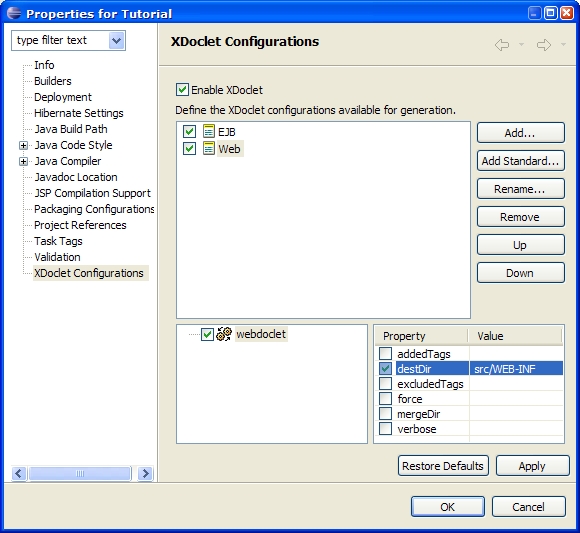 Properties for Tutorial
type filter text
Info
Builders
Deployment
Hibernate Settings
Java Build Path
Java Code Style
Java Compiler
Javadoc Location
JSP Compilation Support
Packaging Configurations
Project References
Task Tags
Validation
XDoclet Configurations
XDoclet Configurations
Enable XDoclet
Define the XDoclet configurations available for generation.
EJB
Web
Add...
Add Standard...
Rename...
Remove
Up
Down
webdoclet
Property Value
addedTags
destDir src/WEB-INF
excludedTags
force
mergeDir
verbose
Restore Defaults Apply
OK Cancel